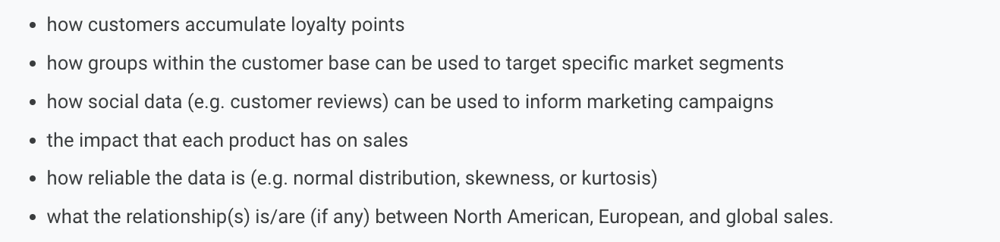 • how customers accumulate loyalty points
• how groups within the customer base can be used to target specific market segments
• how social data (e.g. customer reviews) can be used to inform marketing campaigns
• the impact that each product has on sales
• how reliable the data is (e.g. normal distribution, skewness, or kurtosis)
• what the relationship(s) is/are (if any) between North American, European, and global sales.